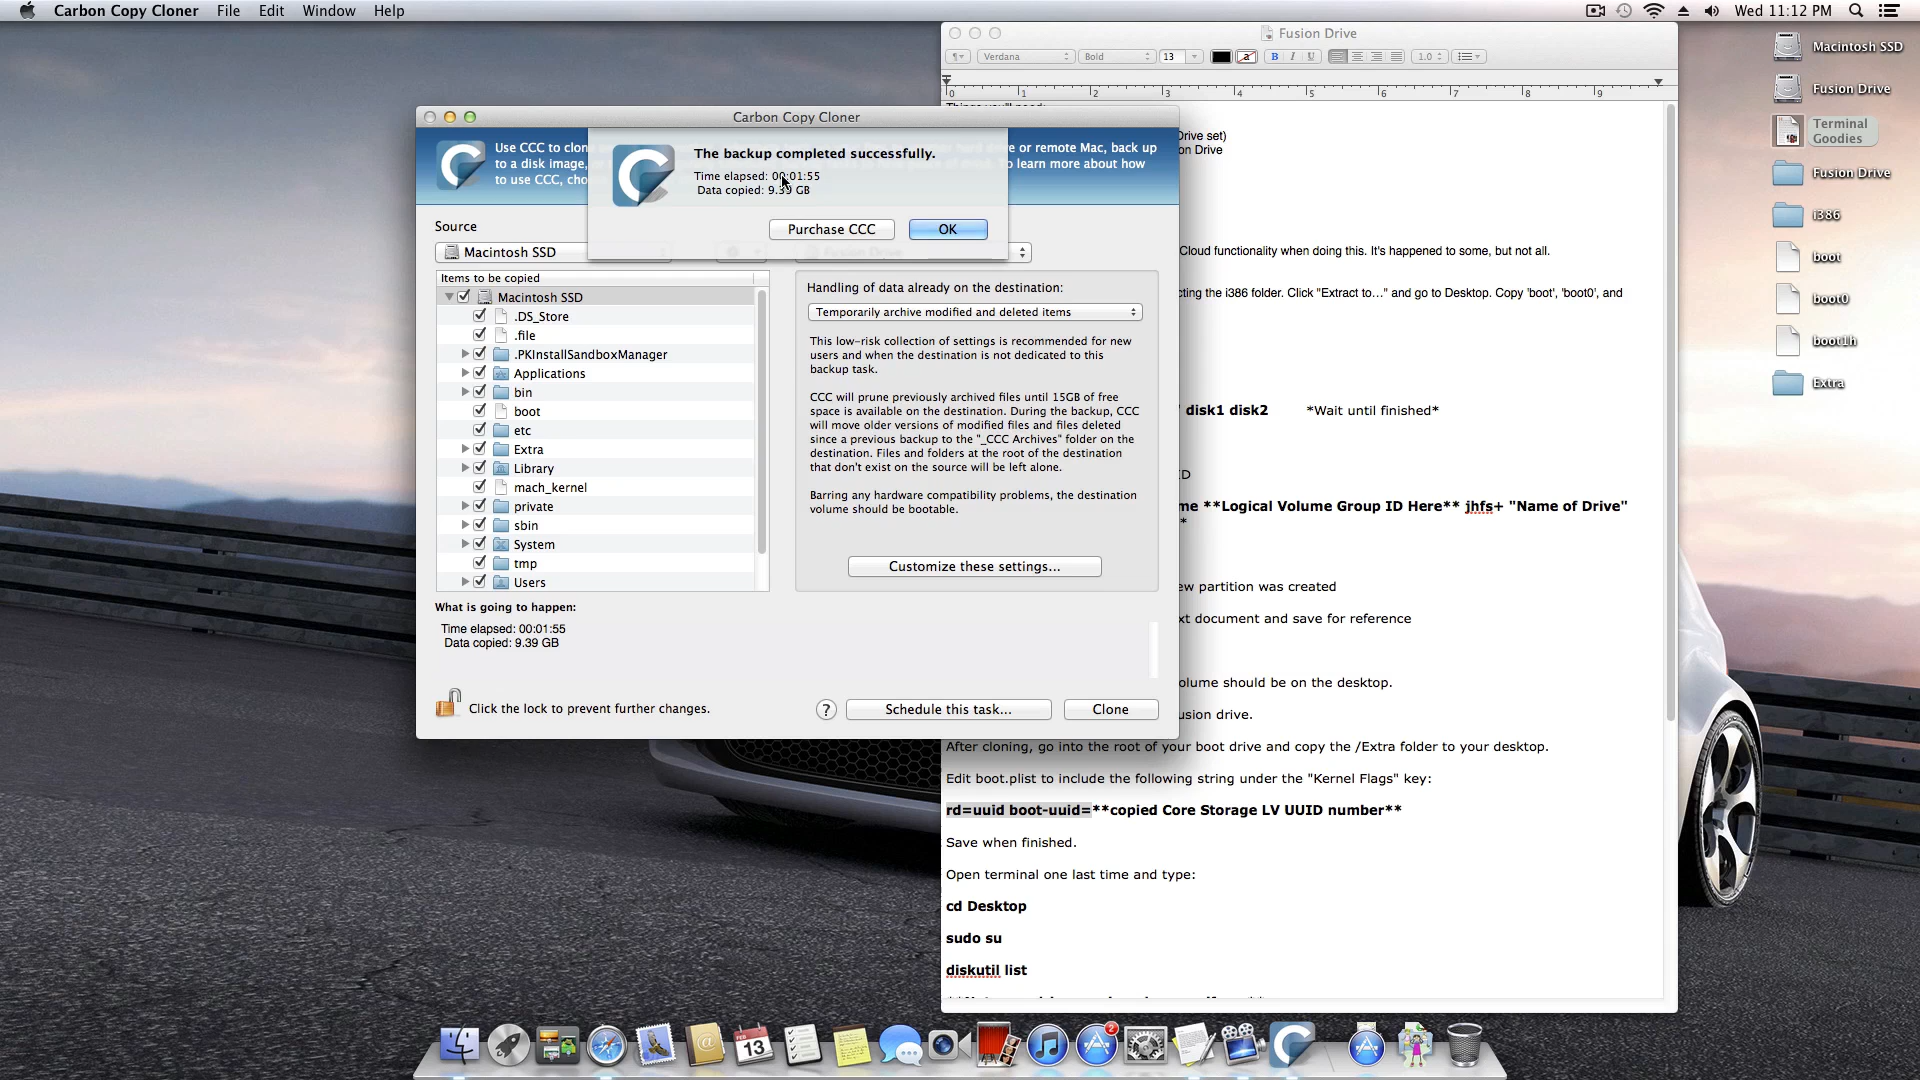 Carbon Copy Cloner File Edit Window Help
Wed 11:12 PM
Fusion Drive
Verdana Bold 13 B I U 1.0
0 1 2 3 4 5 6 7 8 9
Drive set)
on Drive
Cloud functionality when doing this. It's happened to some, but not all.
cting the i386 folder. Click "Extract to..." and go to Desktop. Copy 'boot', 'boot0', and
disk1 disk2 *Wait until finished*
ID
me **Logical Volume Group ID Here** jhfs+ "Name of Drive"
*
ew partition was created
xt document and save for reference
olume should be on the desktop.
usion drive.
After cloning, go into the root of your boot drive and copy the /Extra folder to your desktop.
Edit boot.plist to include the following string under the "Kernel Flags" key:
rd=uuid boot-uuid=**copied Core Storage LV UUID number**
Save when finished.
Open terminal one last time and type:
cd Desktop
sudo su
diskutil list
Carbon Copy Cloner
Use CCC to clon
or remote Mac, back up
to a disk image,
To learn more about how
to use CCC, cho
The backup completed successfully.
Time elapsed: 00:01:55
Data copied: 9.39 GB
Purchase CCC
OK
Source
Macintosh SSD
Fusion Drive
Items to be copied
Macintosh SSD
.DS_Store
.file
.PKInstallSandboxManager
Applications
bin
boot
etc
Extra
Library
mach_kernel
private
sbin
System
tmp
Users
Handling of data already on the destination:
Temporarily archive modified and deleted items
This low-risk collection of settings is recommended for new
users and when the destination is not dedicated to this
backup task.
CCC will prune previously archived files until 15GB of free
space is available on the destination. During the backup, CCC
will move older versions of modified files and files deleted
since a previous backup to the "_CCC Archives" folder on the
destination. Files and folders at the root of the destination
that don't exist on the source will be left alone.
Barring any hardware compatibility problems, the destination
volume should be bootable.
Customize these settings...
What is going to happen:
Time elapsed: 00:01:55
Data copied: 9.39 GB
Click the lock to prevent further changes.
?
Schedule this task...
Clone
Macintosh SSD
Fusion Drive
Terminal
Goodies
Fusion Drive
i386
boot
boot0
boot1h
Extra
FEB
13
2